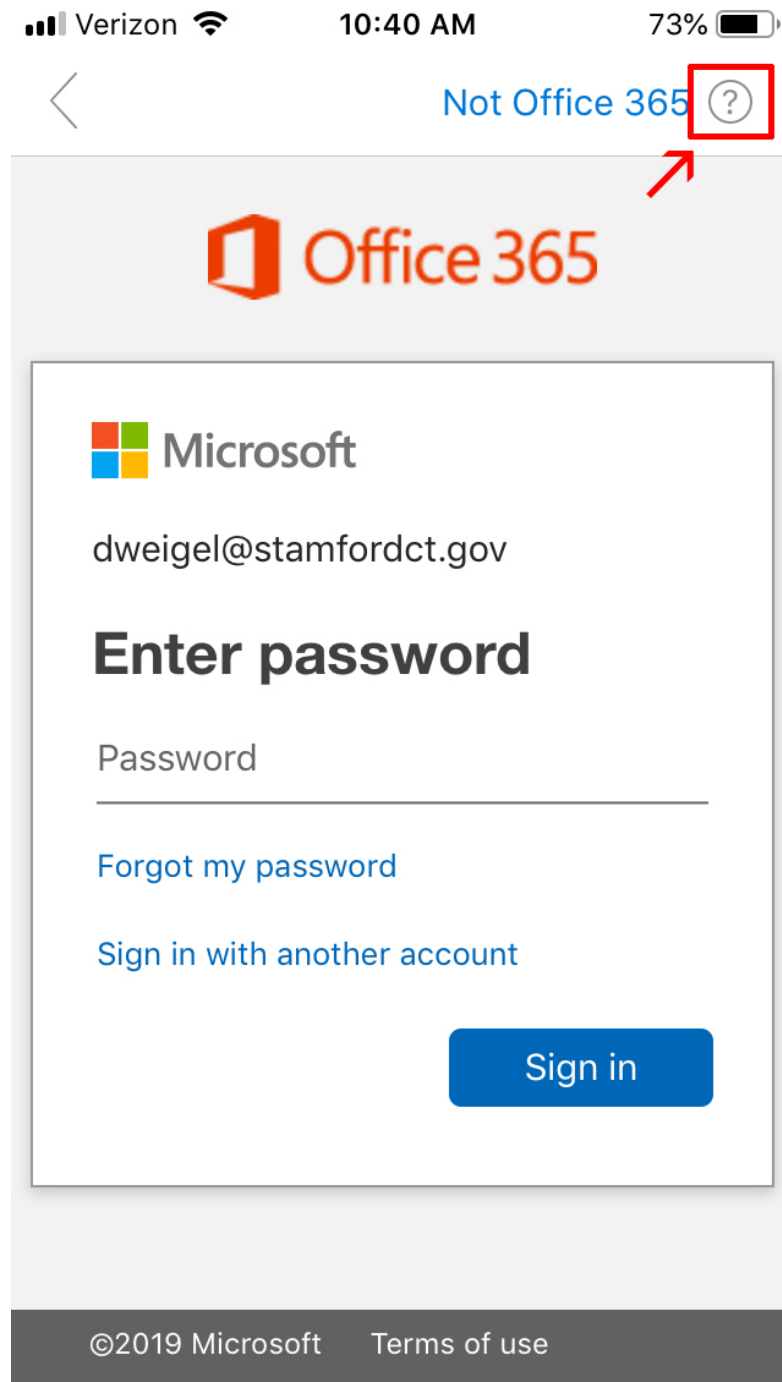 Verizon 10:40 AM 73%
Not Office 365 ?
Office 365
Microsoft
dweigel@stamfordct.gov
Enter password
Password
Forgot my password
Sign in with another account
Sign in
©2019 Microsoft Terms of use